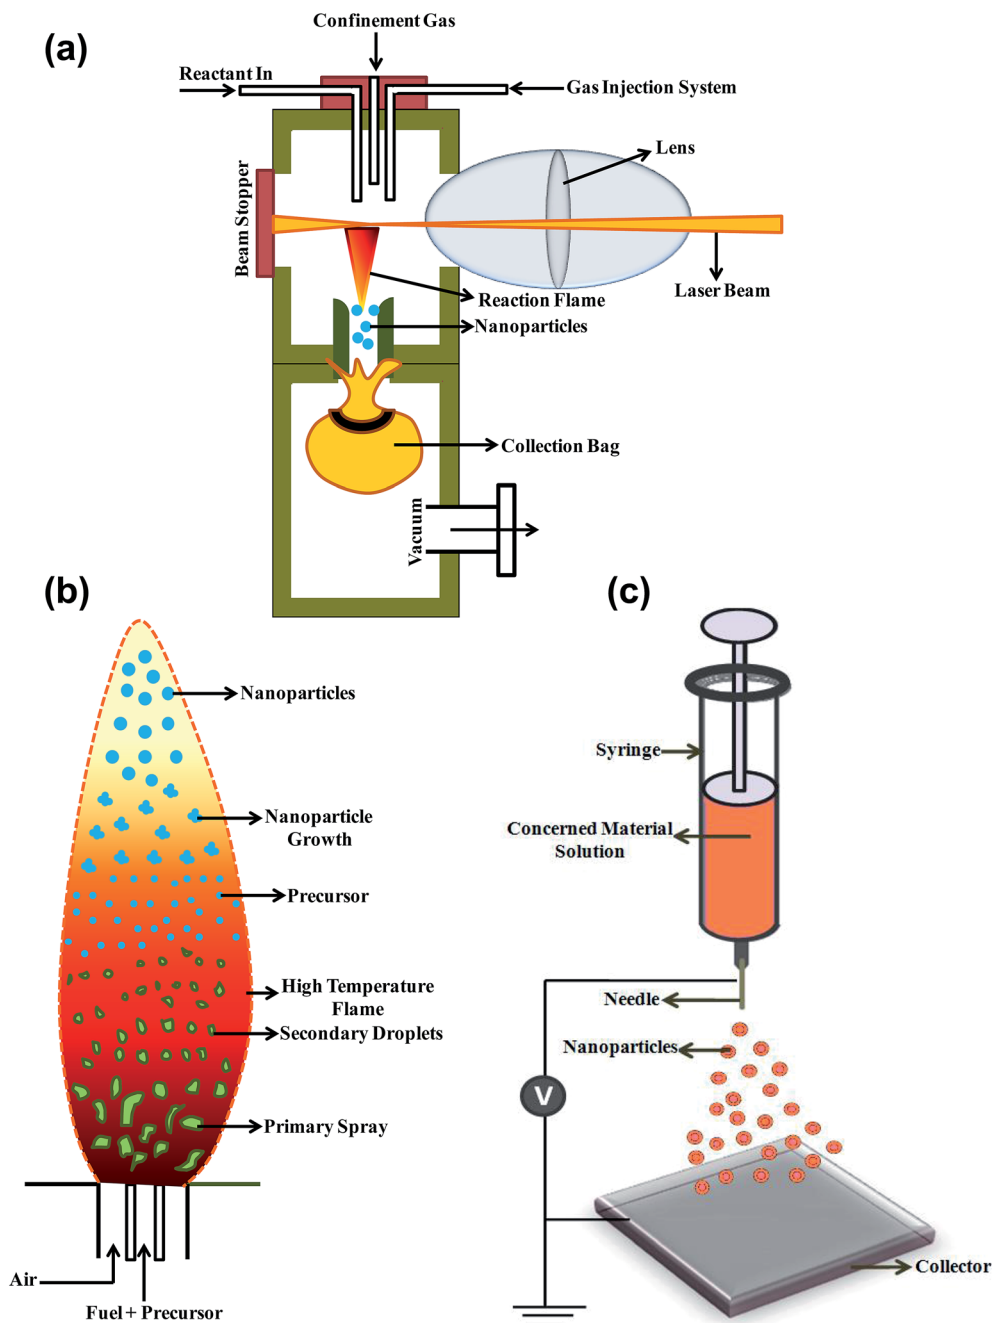 (a)
Confinement Gas
Reactant In
Gas Injection System
Lens
Beam Stopper
Laser Beam
Reaction Flame
Nanoparticles
Collection Bag
Vacuum
(b)
Nanoparticles
Nanoparticle
Growth
Precursor
High Temperature
Flame
Secondary Droplets
Primary Spray
Air
Fuel + Precursor
(c)
Syringe
Concerned Material
Solution
Needle
Nanoparticles
V
Collector